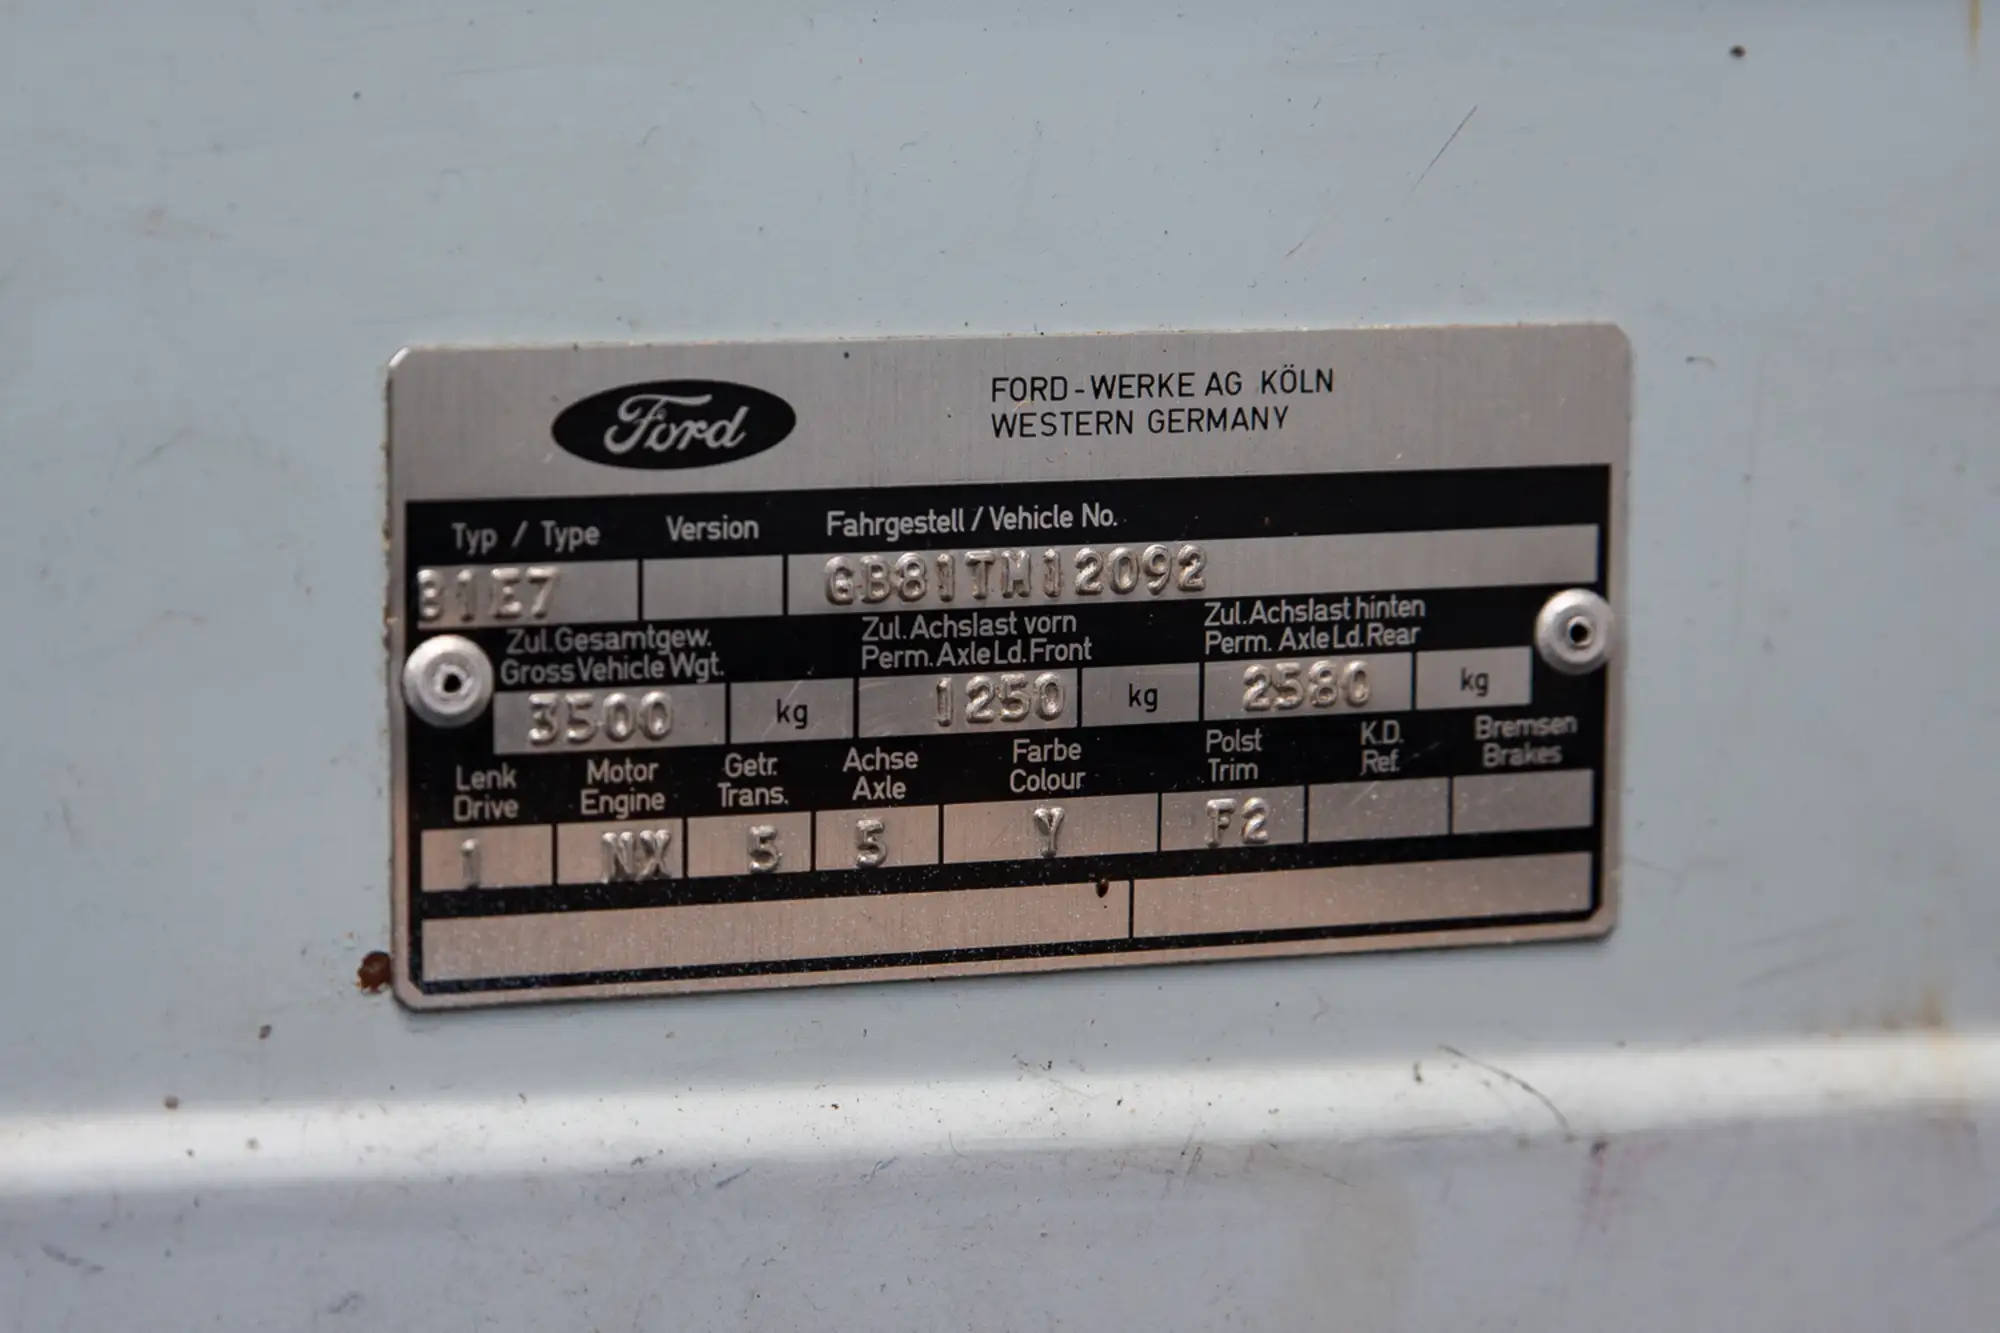 Ford
FORD-WERKE AG KÖLN
WESTERN GERMANY
Typ / Type Version Fahrgestell / Vehicle No.
81E7 GB81TM12092
Zul.Gesamtgew. Zul.Achslast vorn Zul.Achslast hinten
Gross Vehicle Wgt. Perm.Axle Ld.Front Perm. Axle Ld.Rear
3500 kg 1250 kg 2580 kg
Lenk Motor Getr. Achse Farbe Polst K.D. Bremsen
Drive Engine Trans. Axle Colour Trim Ref. Brakes
1 NX 5 5 Y F2